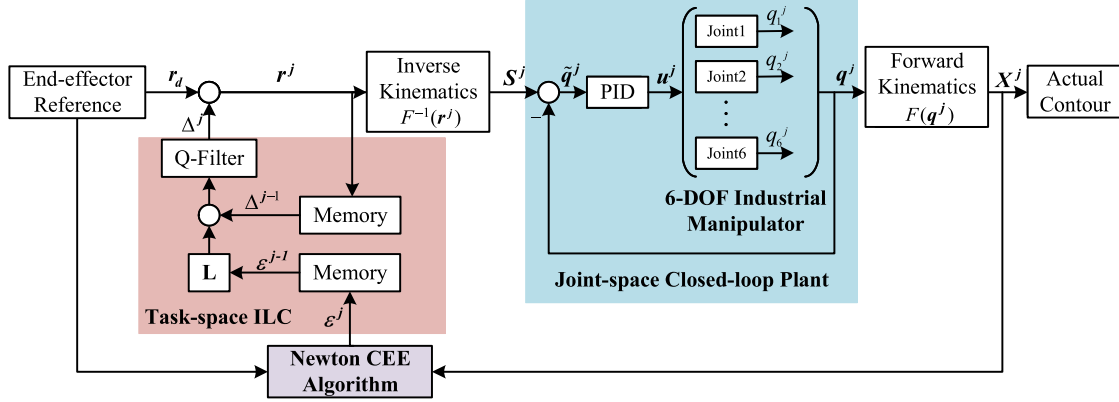 End-effector
Reference
r_d
r^j
Δ^j
Inverse
Kinematics
F^{-1}(r^j)
S^j
q̃^j
−
PID
u^j
Joint1
q_1^j
Joint2
q_2^j
⋮
Joint6
q_6^j
6-DOF Industrial
Manipulator
Joint-space Closed-loop Plant
q^j
Forward
Kinematics
F(q^j)
X^j
Actual
Contour
Q-Filter
Δ^{j-1}
Memory
L
ε^{j-1}
Memory
Task-space ILC
ε^j
Newton CEE
Algorithm